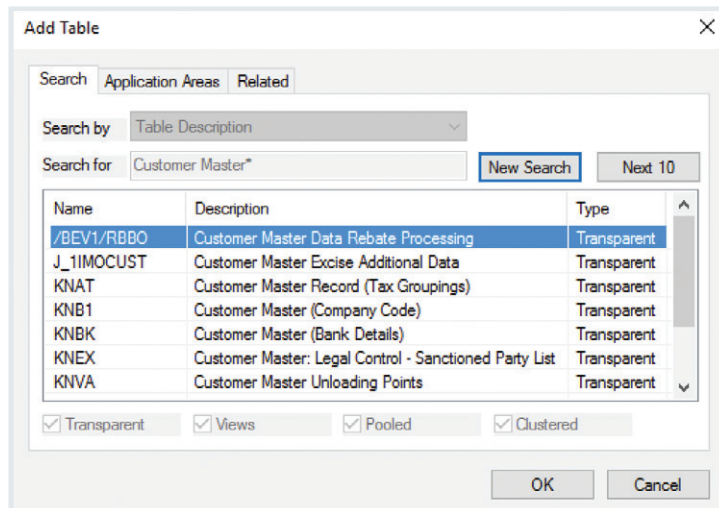 Add Table
Search Application Areas Related
Search by Table Description
Search for Customer Master* New Search Next 10
Name Description Type
/BEV1/RBBO Customer Master Data Rebate Processing Transparent
J_1IMOCUST Customer Master Excise Additional Data Transparent
KNAT Customer Master Record (Tax Groupings) Transparent
KNB1 Customer Master (Company Code) Transparent
KNBK Customer Master (Bank Details) Transparent
KNEX Customer Master: Legal Control - Sanctioned Party List Transparent
KNVA Customer Master Unloading Points Transparent
Transparent Views Pooled Clustered
OK Cancel